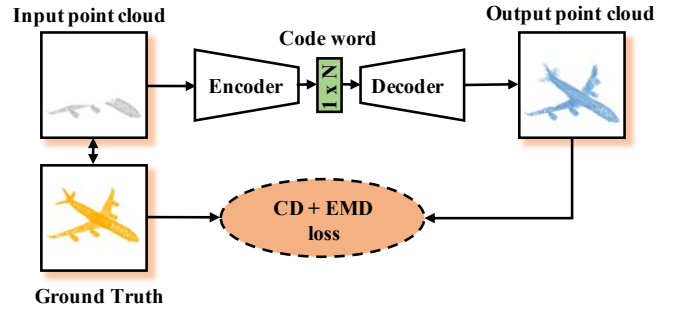 Input point cloud
Output point cloud
Code word
Encoder
1 x N
Decoder
CD + EMD
loss
Ground Truth